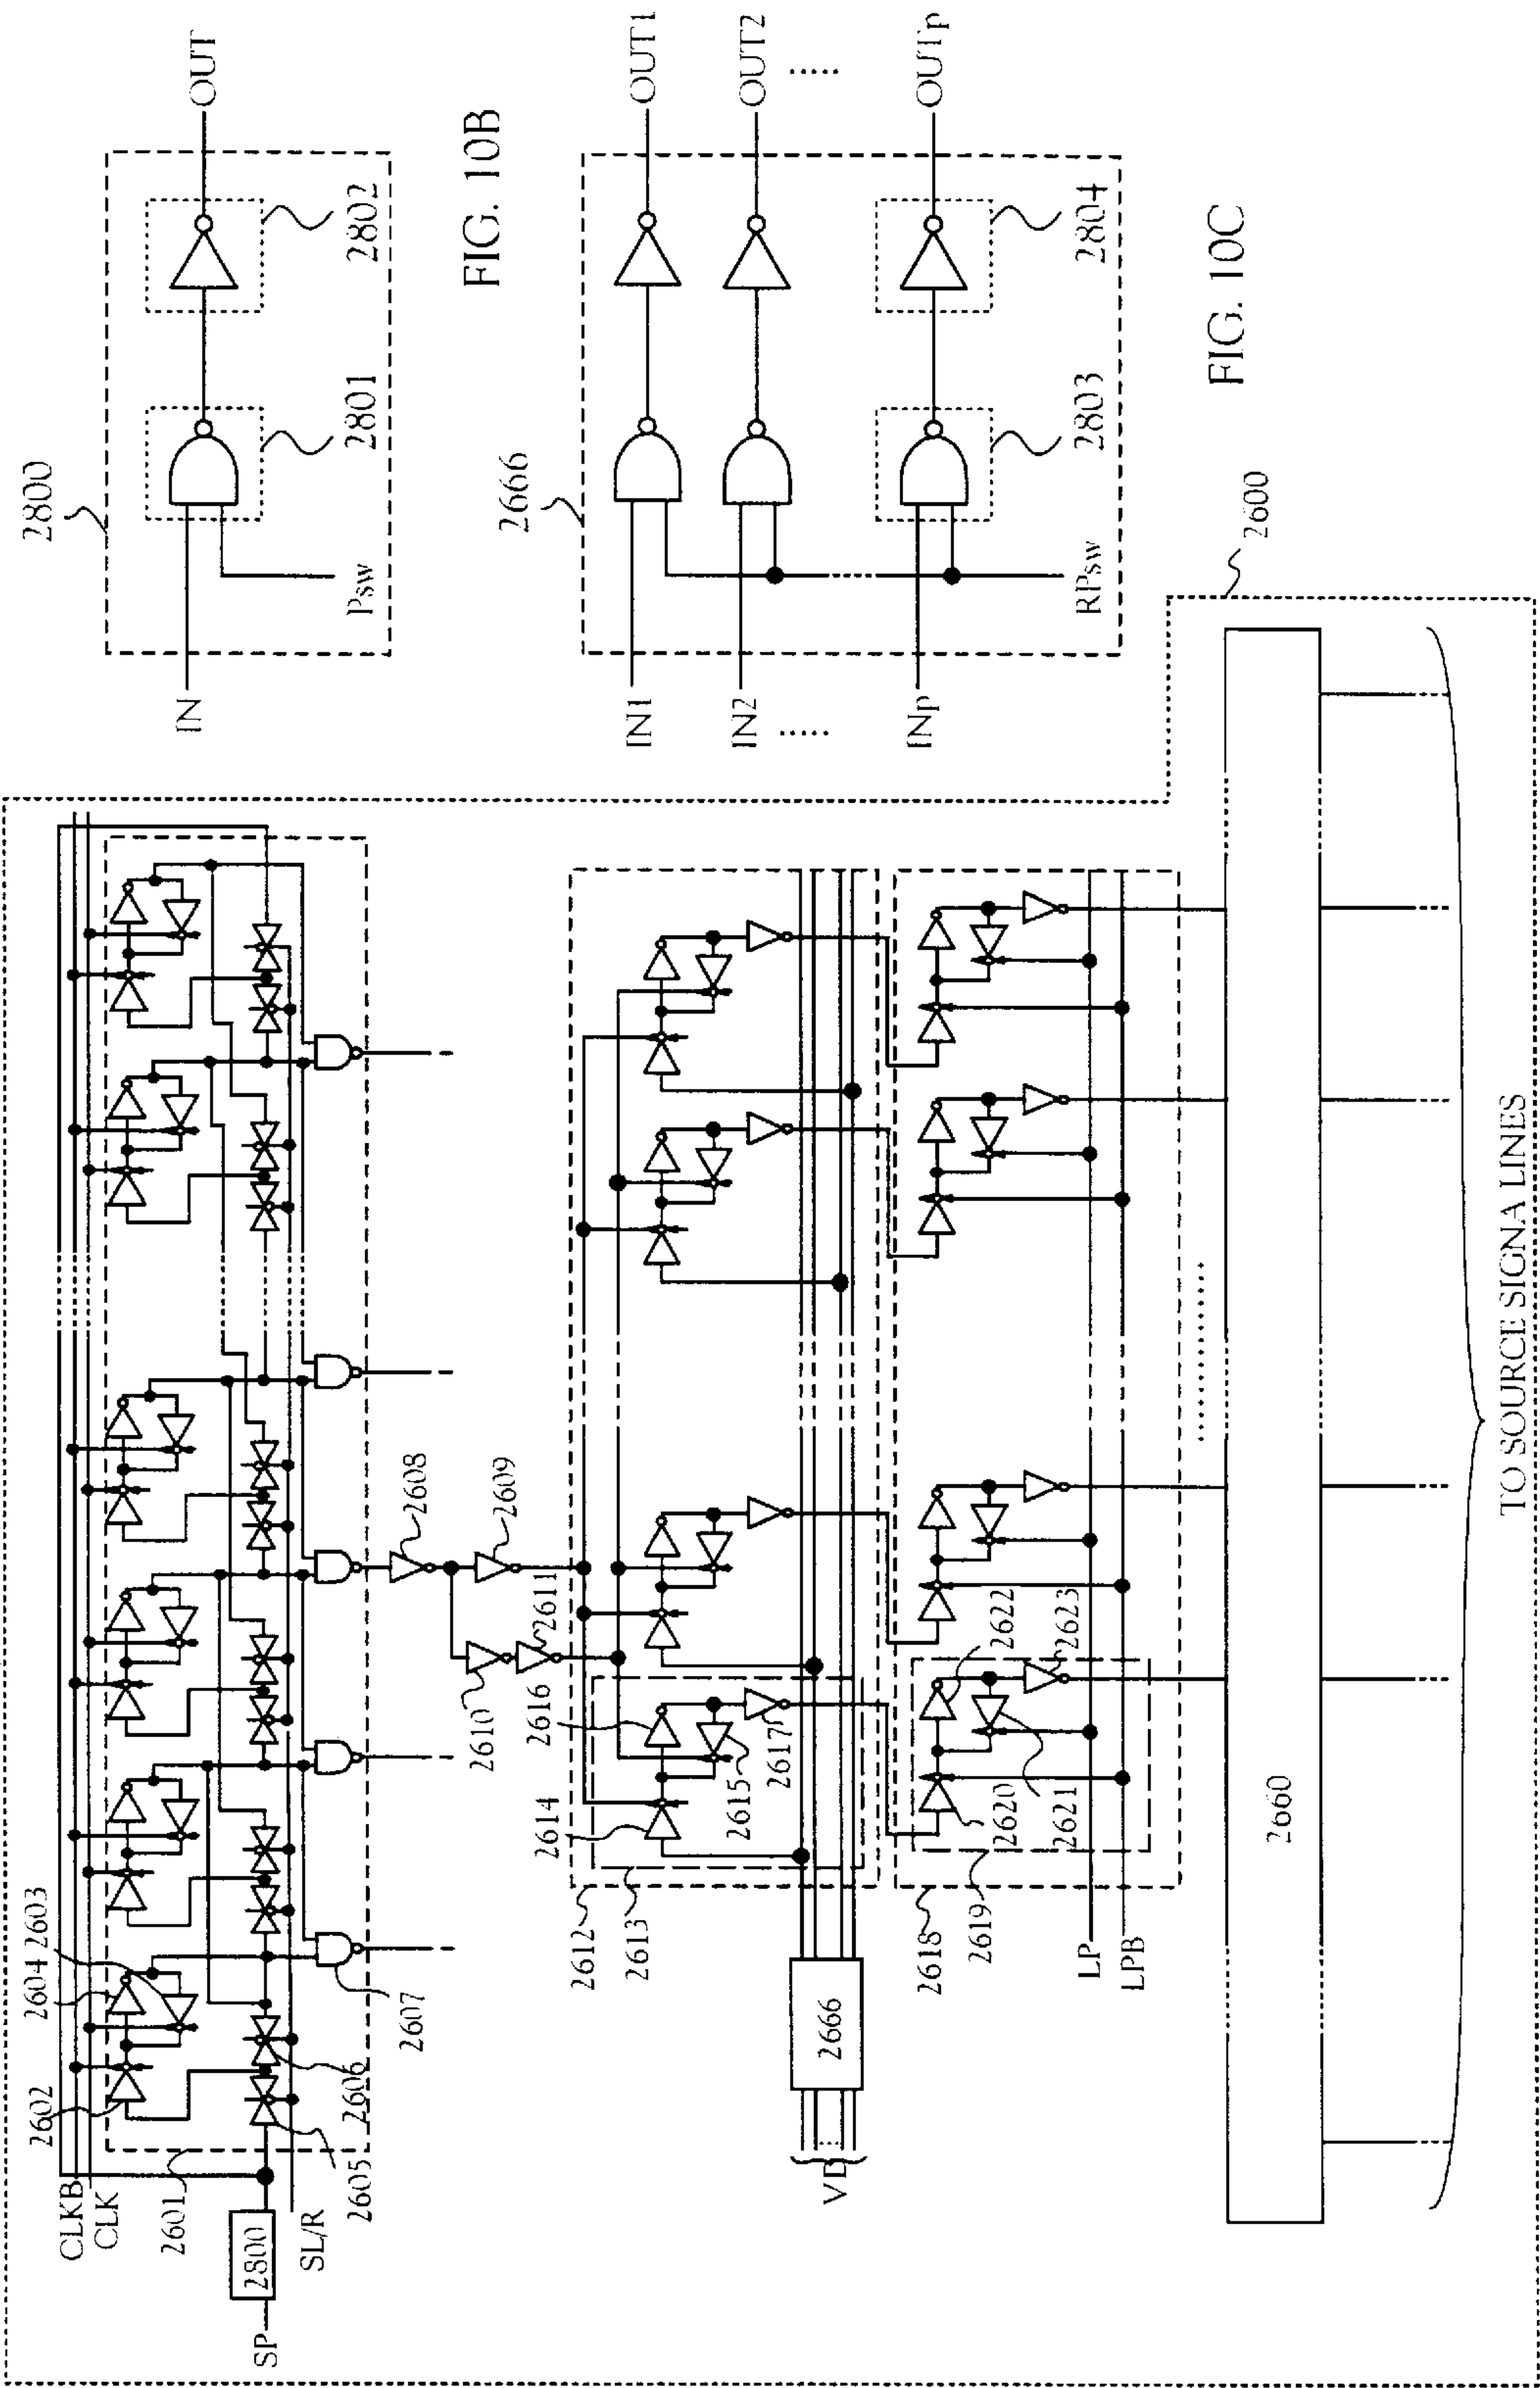 2800
IN
Psw
2801
2802
OUT
FIG. 10B
2666
IN1
IN2
.....
INp
RPsw
2803
2804
OUT1
OUT2
.....
OUTp
FIG. 10C
2600
CLKB
CLK
2601
SP
2800
SL/R
2602
2604
2603
2605
2606
2607
2608
2609
2610
2611
2612
2613
2614
2616
2615
2617
VD
2666
2618
2619
2620
2621
2622
2623
LP
LPB
2660
TO SOURCE SIGNA LINES